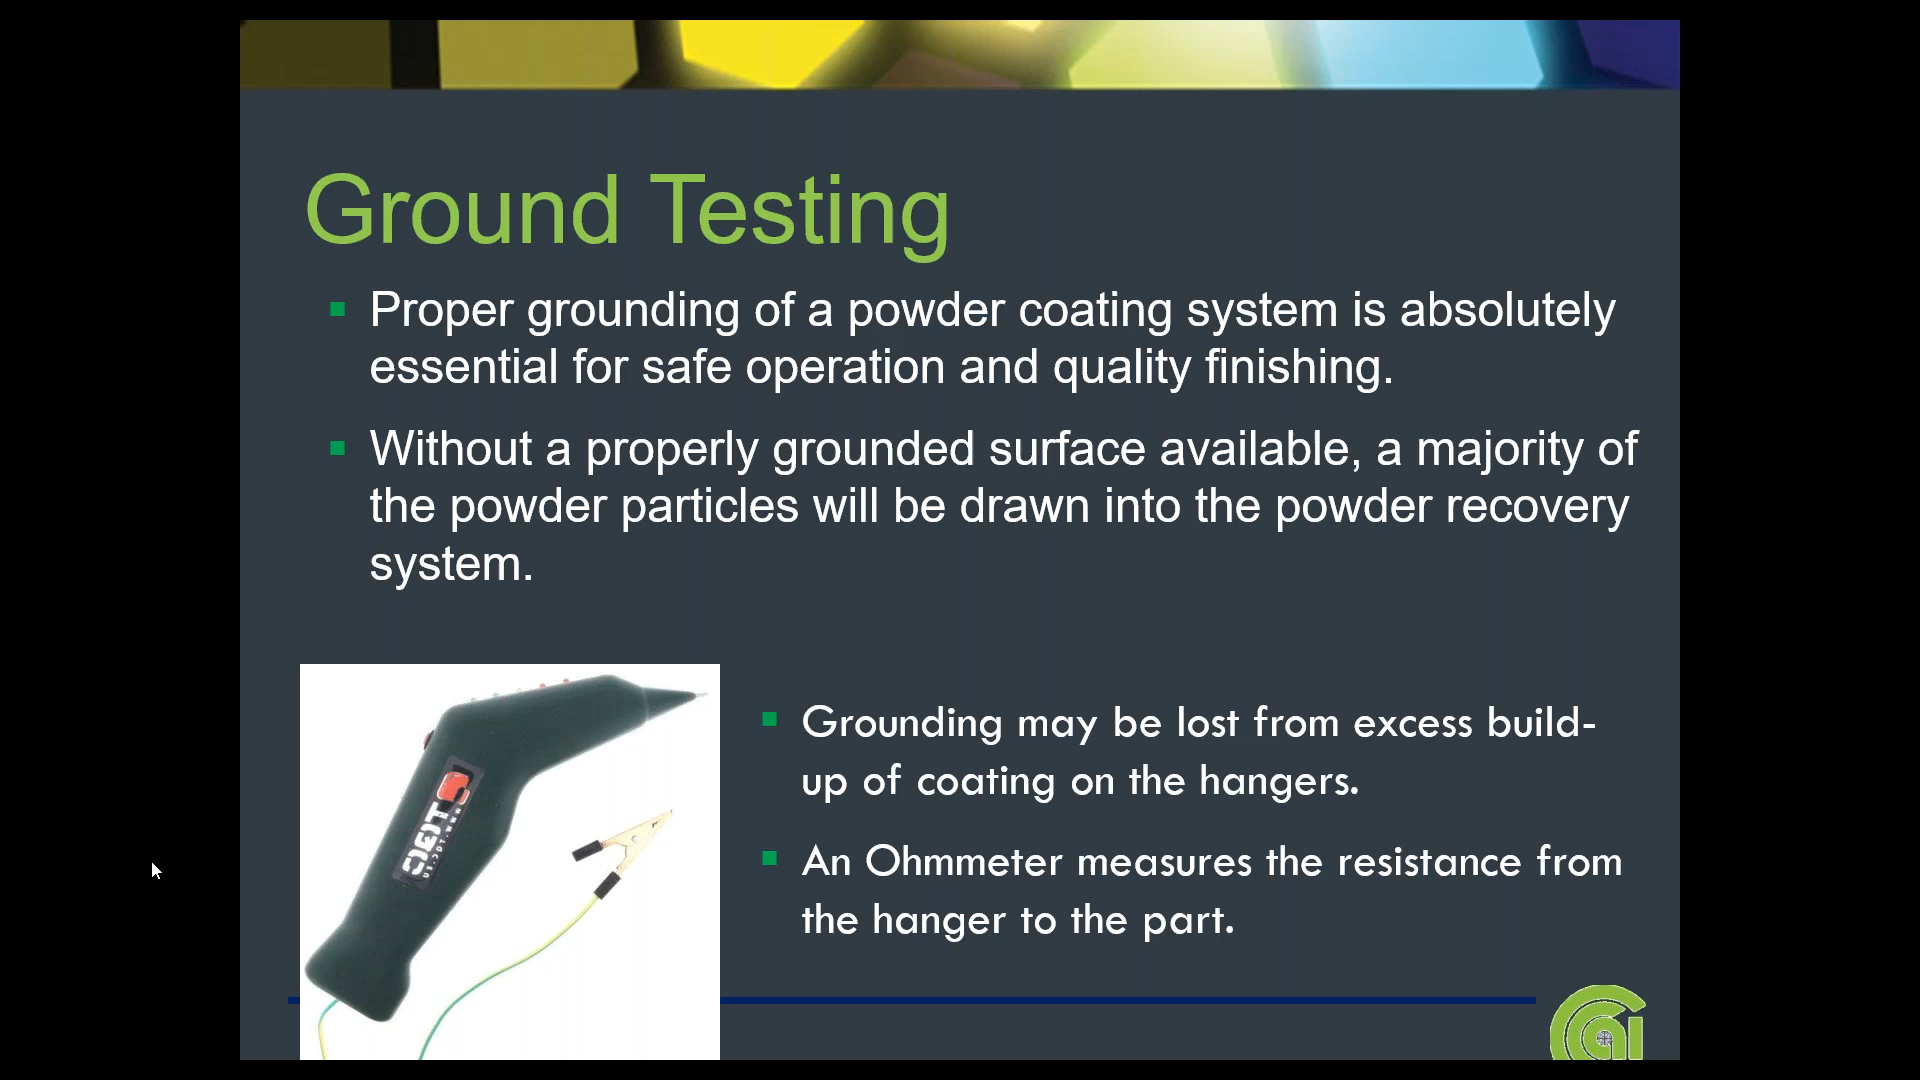 Ground Testing
Proper grounding of a powder coating system is absolutely
essential for safe operation and quality finishing.
Without a properly grounded surface available, a majority of
the powder particles will be drawn into the powder recovery
system.
Grounding may be lost from excess build-
up of coating on the hangers.
An Ohmmeter measures the resistance from
the hanger to the part.